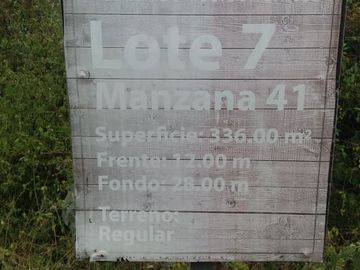 Lote 7
Manzana 41
Superficie: 336.00 m²
Frente: 12.00 m
Fondo: 28.00 m
Terreno:
Regular